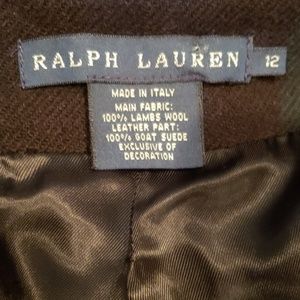 RALPH LAUREN 12
MADE IN ITALY
MAIN FABRIC:
100% LAMBS WOOL
LEATHER PART:
100% GOAT SUEDE
EXCLUSIVE OF
DECORATION